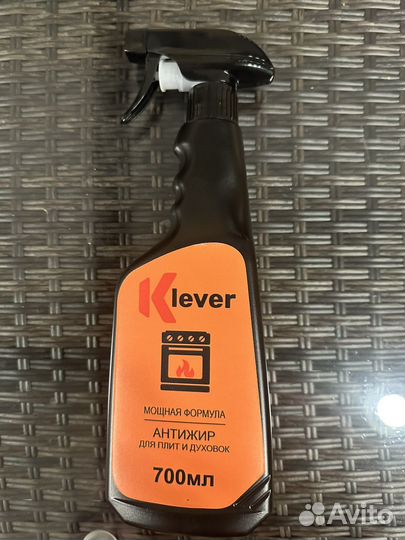 Klever
МОЩНАЯ ФОРМУЛА
АНТИЖИР
ДЛЯ ПЛИТ И ДУХОВОК
700мл
Avito